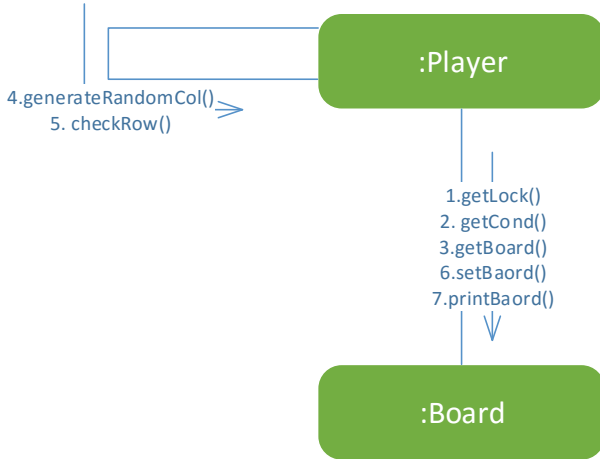 :Player
4.generateRandomCol()
5. checkRow()
1.getLock()
2. getCond()
3.getBoard()
6.setBaord()
7.printBaord()
:Board